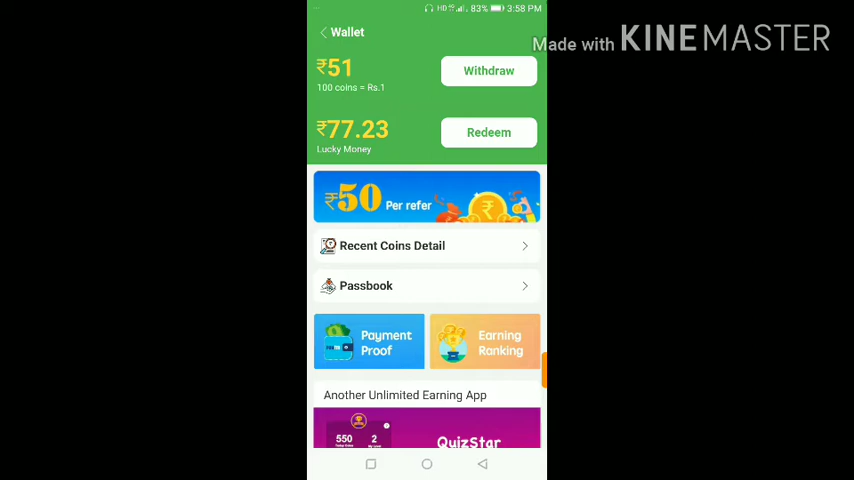 HD 4G 83% 3:58 PM
Wallet
Made with KINEMASTER
₹51
Withdraw
100 coins = Rs.1
₹77.23
Redeem
Lucky Money
₹50 Per refer
Recent Coins Detail
Passbook
Payment
Proof
Earning
Ranking
Another Unlimited Earning App
550 2
QuizStar